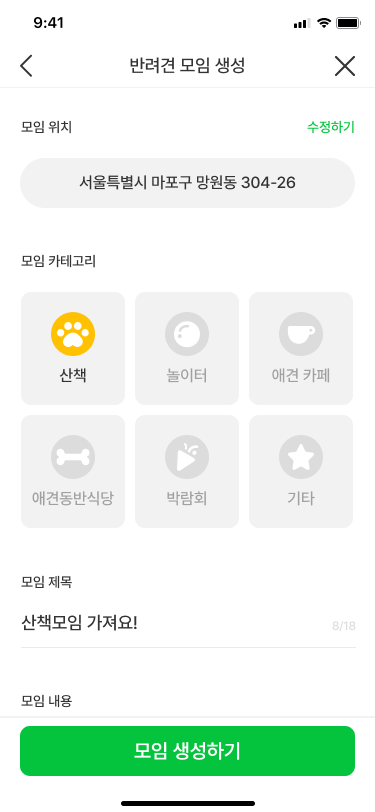 9:41
반려견 모임 생성
모임 위치
수정하기
서울특별시 마포구 망원동 304-26
모임 카테고리
산책
놀이터
애견 카페
애견동반식당
박람회
기타
모임 제목
산책모임 가져요!
8/18
모임 내용
모임 생성하기